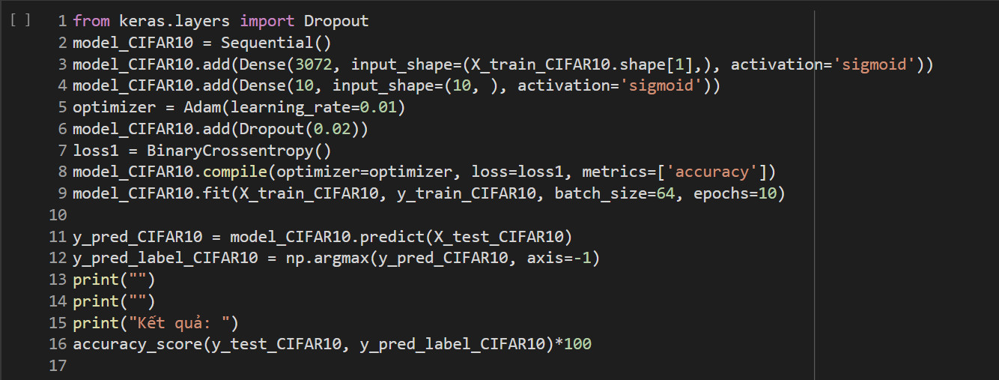 [ ] 1 from keras.layers import Dropout
2 model_CIFAR10 = Sequential()
3 model_CIFAR10.add(Dense(3072, input_shape=(X_train_CIFAR10.shape[1],), activation='sigmoid'))
4 model_CIFAR10.add(Dense(10, input_shape=(10, ), activation='sigmoid'))
5 optimizer = Adam(learning_rate=0.01)
6 model_CIFAR10.add(Dropout(0.02))
7 loss1 = BinaryCrossentropy()
8 model_CIFAR10.compile(optimizer=optimizer, loss=loss1, metrics=['accuracy'])
9 model_CIFAR10.fit(X_train_CIFAR10, y_train_CIFAR10, batch_size=64, epochs=10)
10
11 y_pred_CIFAR10 = model_CIFAR10.predict(X_test_CIFAR10)
12 y_pred_label_CIFAR10 = np.argmax(y_pred_CIFAR10, axis=-1)
13 print("")
14 print("")
15 print("Kết quả: ")
16 accuracy_score(y_test_CIFAR10, y_pred_label_CIFAR10)*100
17